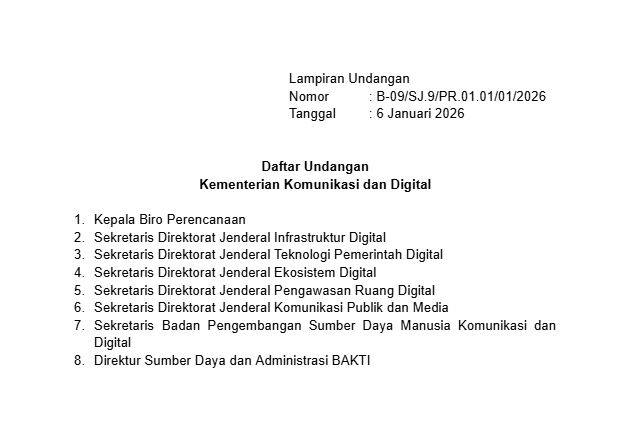 Lampiran Undangan
Nomor : B-09/SJ.9/PR.01.01/01/2026
Tanggal : 6 Januari 2026
Daftar Undangan
Kementerian Komunikasi dan Digital
1. Kepala Biro Perencanaan
2. Sekretaris Direktorat Jenderal Infrastruktur Digital
3. Sekretaris Direktorat Jenderal Teknologi Pemerintah Digital
4. Sekretaris Direktorat Jenderal Ekosistem Digital
5. Sekretaris Direktorat Jenderal Pengawasan Ruang Digital
6. Sekretaris Direktorat Jenderal Komunikasi Publik dan Media
7. Sekretaris Badan Pengembangan Sumber Daya Manusia Komunikasi dan
Digital
8. Direktur Sumber Daya dan Administrasi BAKTI